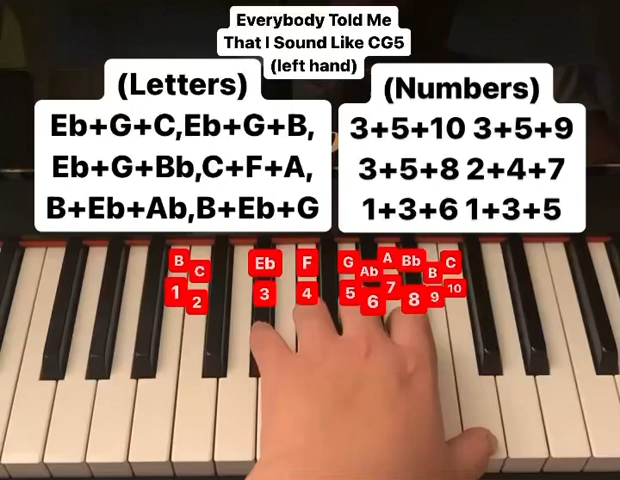 Everybody Told Me
That I Sound Like CG5
(left hand)
(Letters)
Eb+G+C,Eb+G+B,
Eb+G+Bb,C+F+A,
B+Eb+Ab,B+Eb+G
(Numbers)
3+5+10 3+5+9
3+5+8 2+4+7
1+3+6 1+3+5
B C Eb F G Ab A Bb B C
1 2 3 4 5 6 7 8 9 10